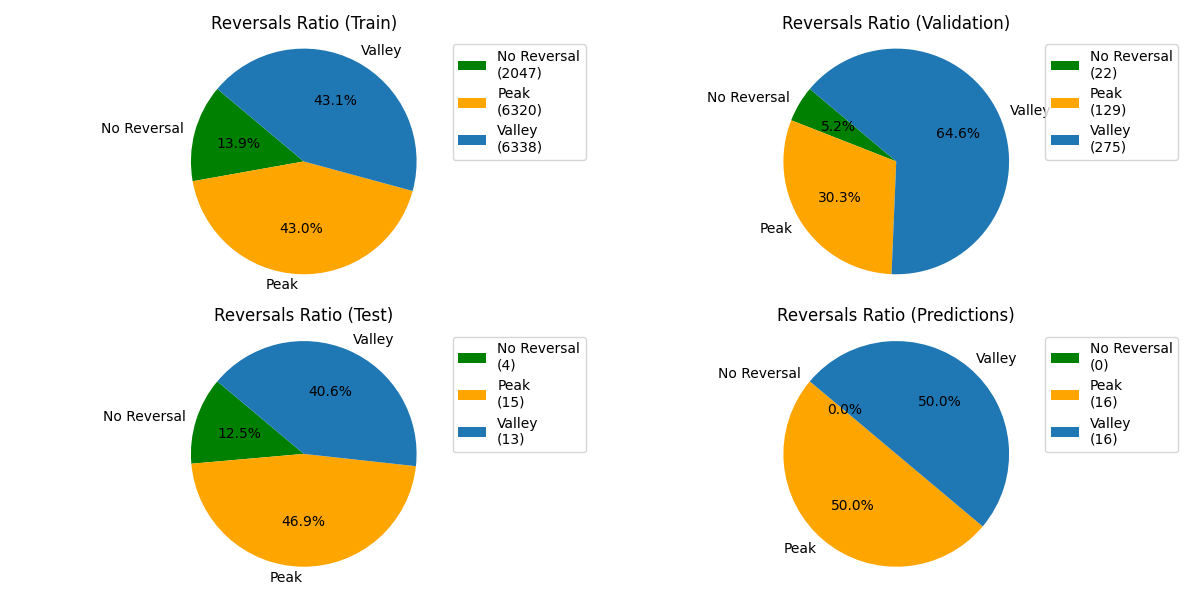 Reversals Ratio (Train)
Valley
No Reversal
43.1%
13.9%
43.0%
Peak
No Reversal
(2047)
Peak
(6320)
Valley
(6338)
Reversals Ratio (Validation)
No Reversal
Valley
5.2%
64.6%
30.3%
Peak
No Reversal
(22)
Peak
(129)
Valley
(275)
Reversals Ratio (Test)
Valley
No Reversal
40.6%
12.5%
46.9%
Peak
No Reversal
(4)
Peak
(15)
Valley
(13)
Reversals Ratio (Predictions)
Valley
No Reversal
0.0%
50.0%
50.0%
Peak
No Reversal
(0)
Peak
(16)
Valley
(16)